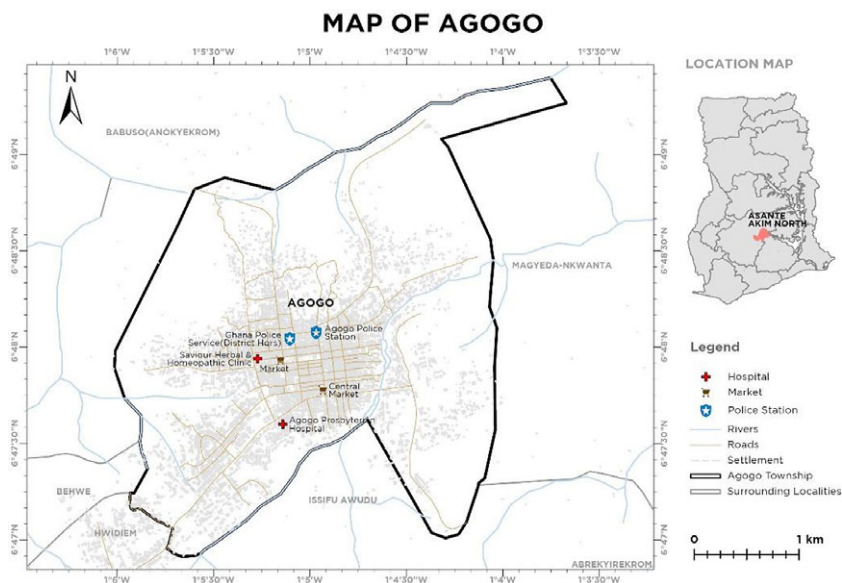 MAP OF AGOGO
1°6'W
1°5'30"W
1°5'W
1°4'30"W
1°4'W
1°3'30"W
N
6°49'N
6°48'30"N
6°48'N
6°47'30"N
6°47'N
BABUSO(ANOKYEKROM)
MAGYEDA-NKWANTA
AGOGO
Ghana Police
Service(District Hqrs)
Agogo Police
Station
Saviour Herbal &
Homeopathic Clinic
Market
Central
Market
Agogo Presbyterian
Hospital
BEHWE
HWIDIEM
ISSIFU AWUDU
ABREKYIREKROM
6°49'N
6°48'30"N
6°48'N
6°47'30"N
6°47'N
1°6'W
1°5'30"W
1°5'W
1°4'30"W
1°4'W
1°3'30"W
LOCATION MAP
ASANTE
AKIM NORTH
Legend
Hospital
Market
Police Station
Rivers
Roads
Settlement
Agogo Township
Surrounding Localities
0
1 km